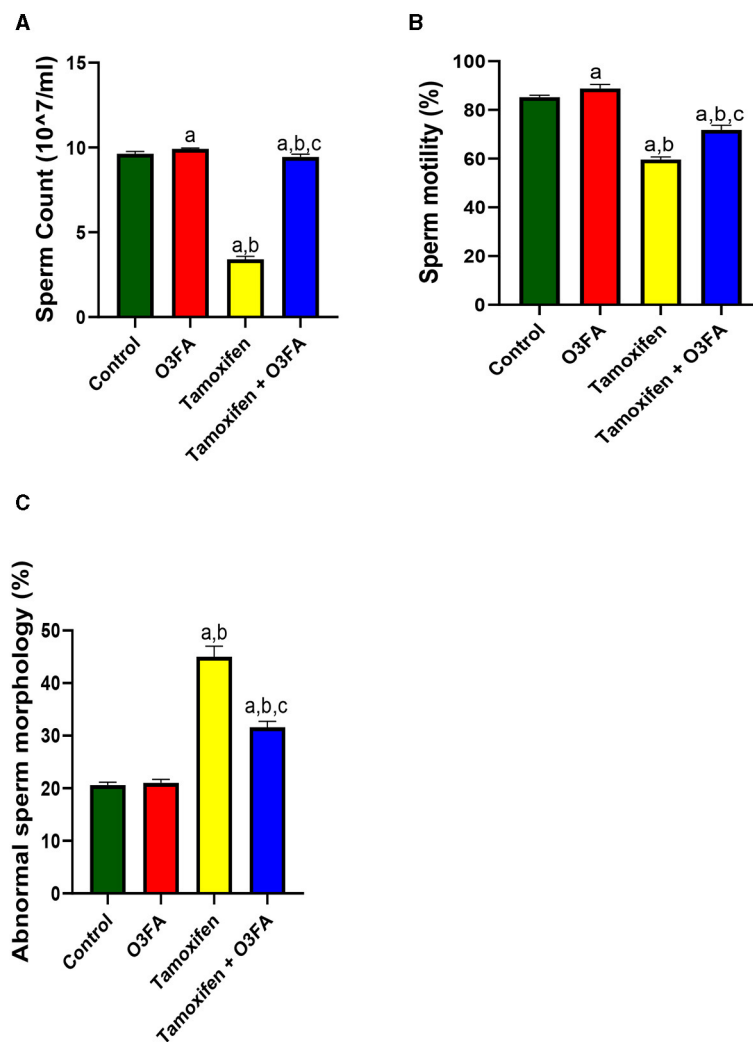 A
Sperm Count (10^7/ml)
15
10
5
0
a
a,b
a,b,c
Control
O3FA
Tamoxifen
Tamoxifen + O3FA
B
Sperm motility (%)
100
80
60
40
20
0
a
a,b
a,b,c
Control
O3FA
Tamoxifen
Tamoxifen + O3FA
C
Abnormal sperm morphology (%)
50
40
30
20
10
0
a,b
a,b,c
Control
O3FA
Tamoxifen
Tamoxifen + O3FA